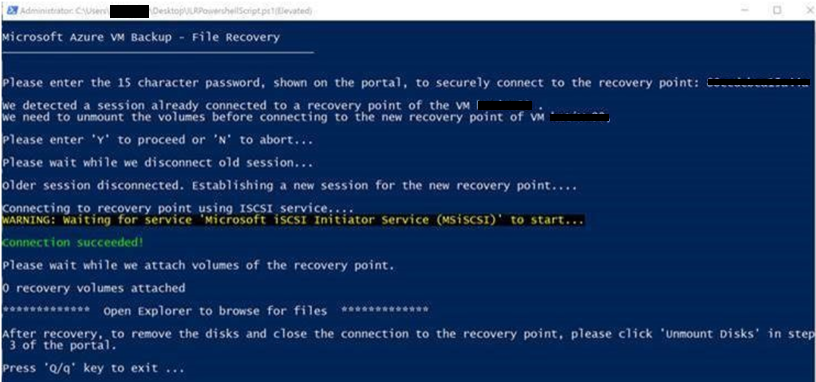 Administrator: C:\Users\ \Desktop\ILRPowershellScript.ps1(Elevated)
Microsoft Azure VM Backup - File Recovery
Please enter the 15 character password, shown on the portal, to securely connect to the recovery point:
We detected a session already connected to a recovery point of the VM .
We need to unmount the volumes before connecting to the new recovery point of VM
Please enter 'Y' to proceed or 'N' to abort...
Please wait while we disconnect old session...
Older session disconnected. Establishing a new session for the new recovery point....
Connecting to recovery point using ISCSI service....
WARNING: Waiting for service 'Microsoft iSCSI Initiator Service (MSiSCSI)' to start...
Connection succeeded!
Please wait while we attach volumes of the recovery point.
0 recovery volumes attached
************* Open Explorer to browse for files *************
After recovery, to remove the disks and close the connection to the recovery point, please click 'Unmount Disks' in step
3 of the portal.
Press 'Q/q' key to exit ...